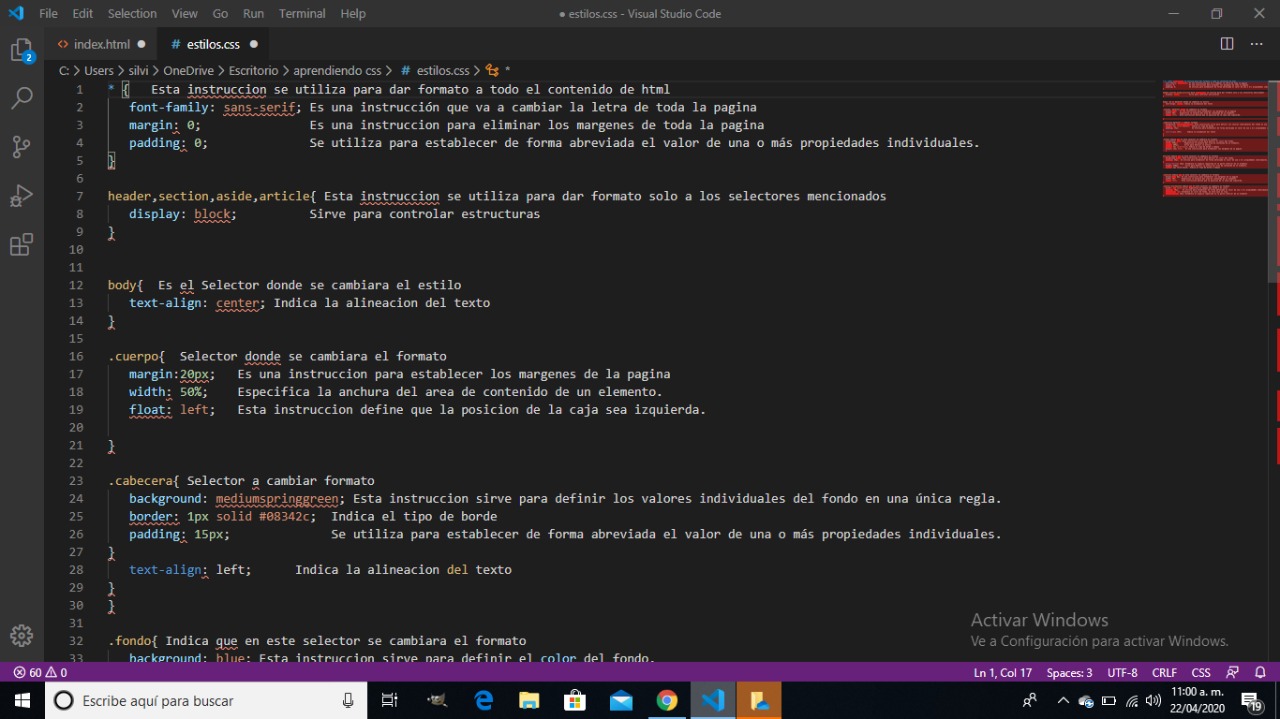 File Edit Selection View Go Run Terminal Help ● estilos.css - Visual Studio Code
<> index.html ● # estilos.css ●
C: > Users > silvi > OneDrive > Escritorio > aprendiendo css > # estilos.css > *
2
1 * { Esta instruccion se utiliza para dar formato a todo el contenido de html
2 font-family: sans-serif; Es una instrucción que va a cambiar la letra de toda la pagina
3 margin: 0; Es una instruccion para establecer la margenes de toda la pagina
4 padding: 0; Se utiliza para establecer de forma abreviada el valor de una o más propiedades individuales.
5 }
6
7 header,section,aside,article{ Esta instruccion se utiliza para dar formato solo a los selectores mencionados
8 display: block; Sirve para controlar estructuras
9 }
10
11
12 body{ Es el Selector donde se cambiara el estilo
13 text-align: center; Indica la alineacion del texto
14 }
15
16 .cuerpo{ Selector donde se cambiara el formato
17 margin:20px; Es una instruccion para establecer los margenes de la pagina
18 width: 50%; Especifica la anchura del area de contenido de un elemento.
19 float: left; Esta instruccion define que la posicion de la caja sea izquierda.
20
21 }
22
23 .cabecera{ Selector a cambiar formato
24 background: mediumspringgreen; Esta instruccion sirve para definir los valores individuales del fondo en una única regla.
25 border: 1px solid #08342c; Indica el tipo de borde
26 padding: 15px; Se utiliza para establecer de forma abreviada el valor de una o más propiedades individuales.
27 }
28 text-align: left; Indica la alineacion del texto
29 }
30 }
31
32 .fondo{ Indica que en este selector se cambiara el formato
33 background: blue; Esta instruccion sirve para definir el color del fondo.
Activar Windows
Ve a Configuración para activar Windows.
60 0 Ln 1, Col 17 Spaces: 3 UTF-8 CRLF CSS
Escribe aquí para buscar
11:00 a. m.
22/04/2020
19